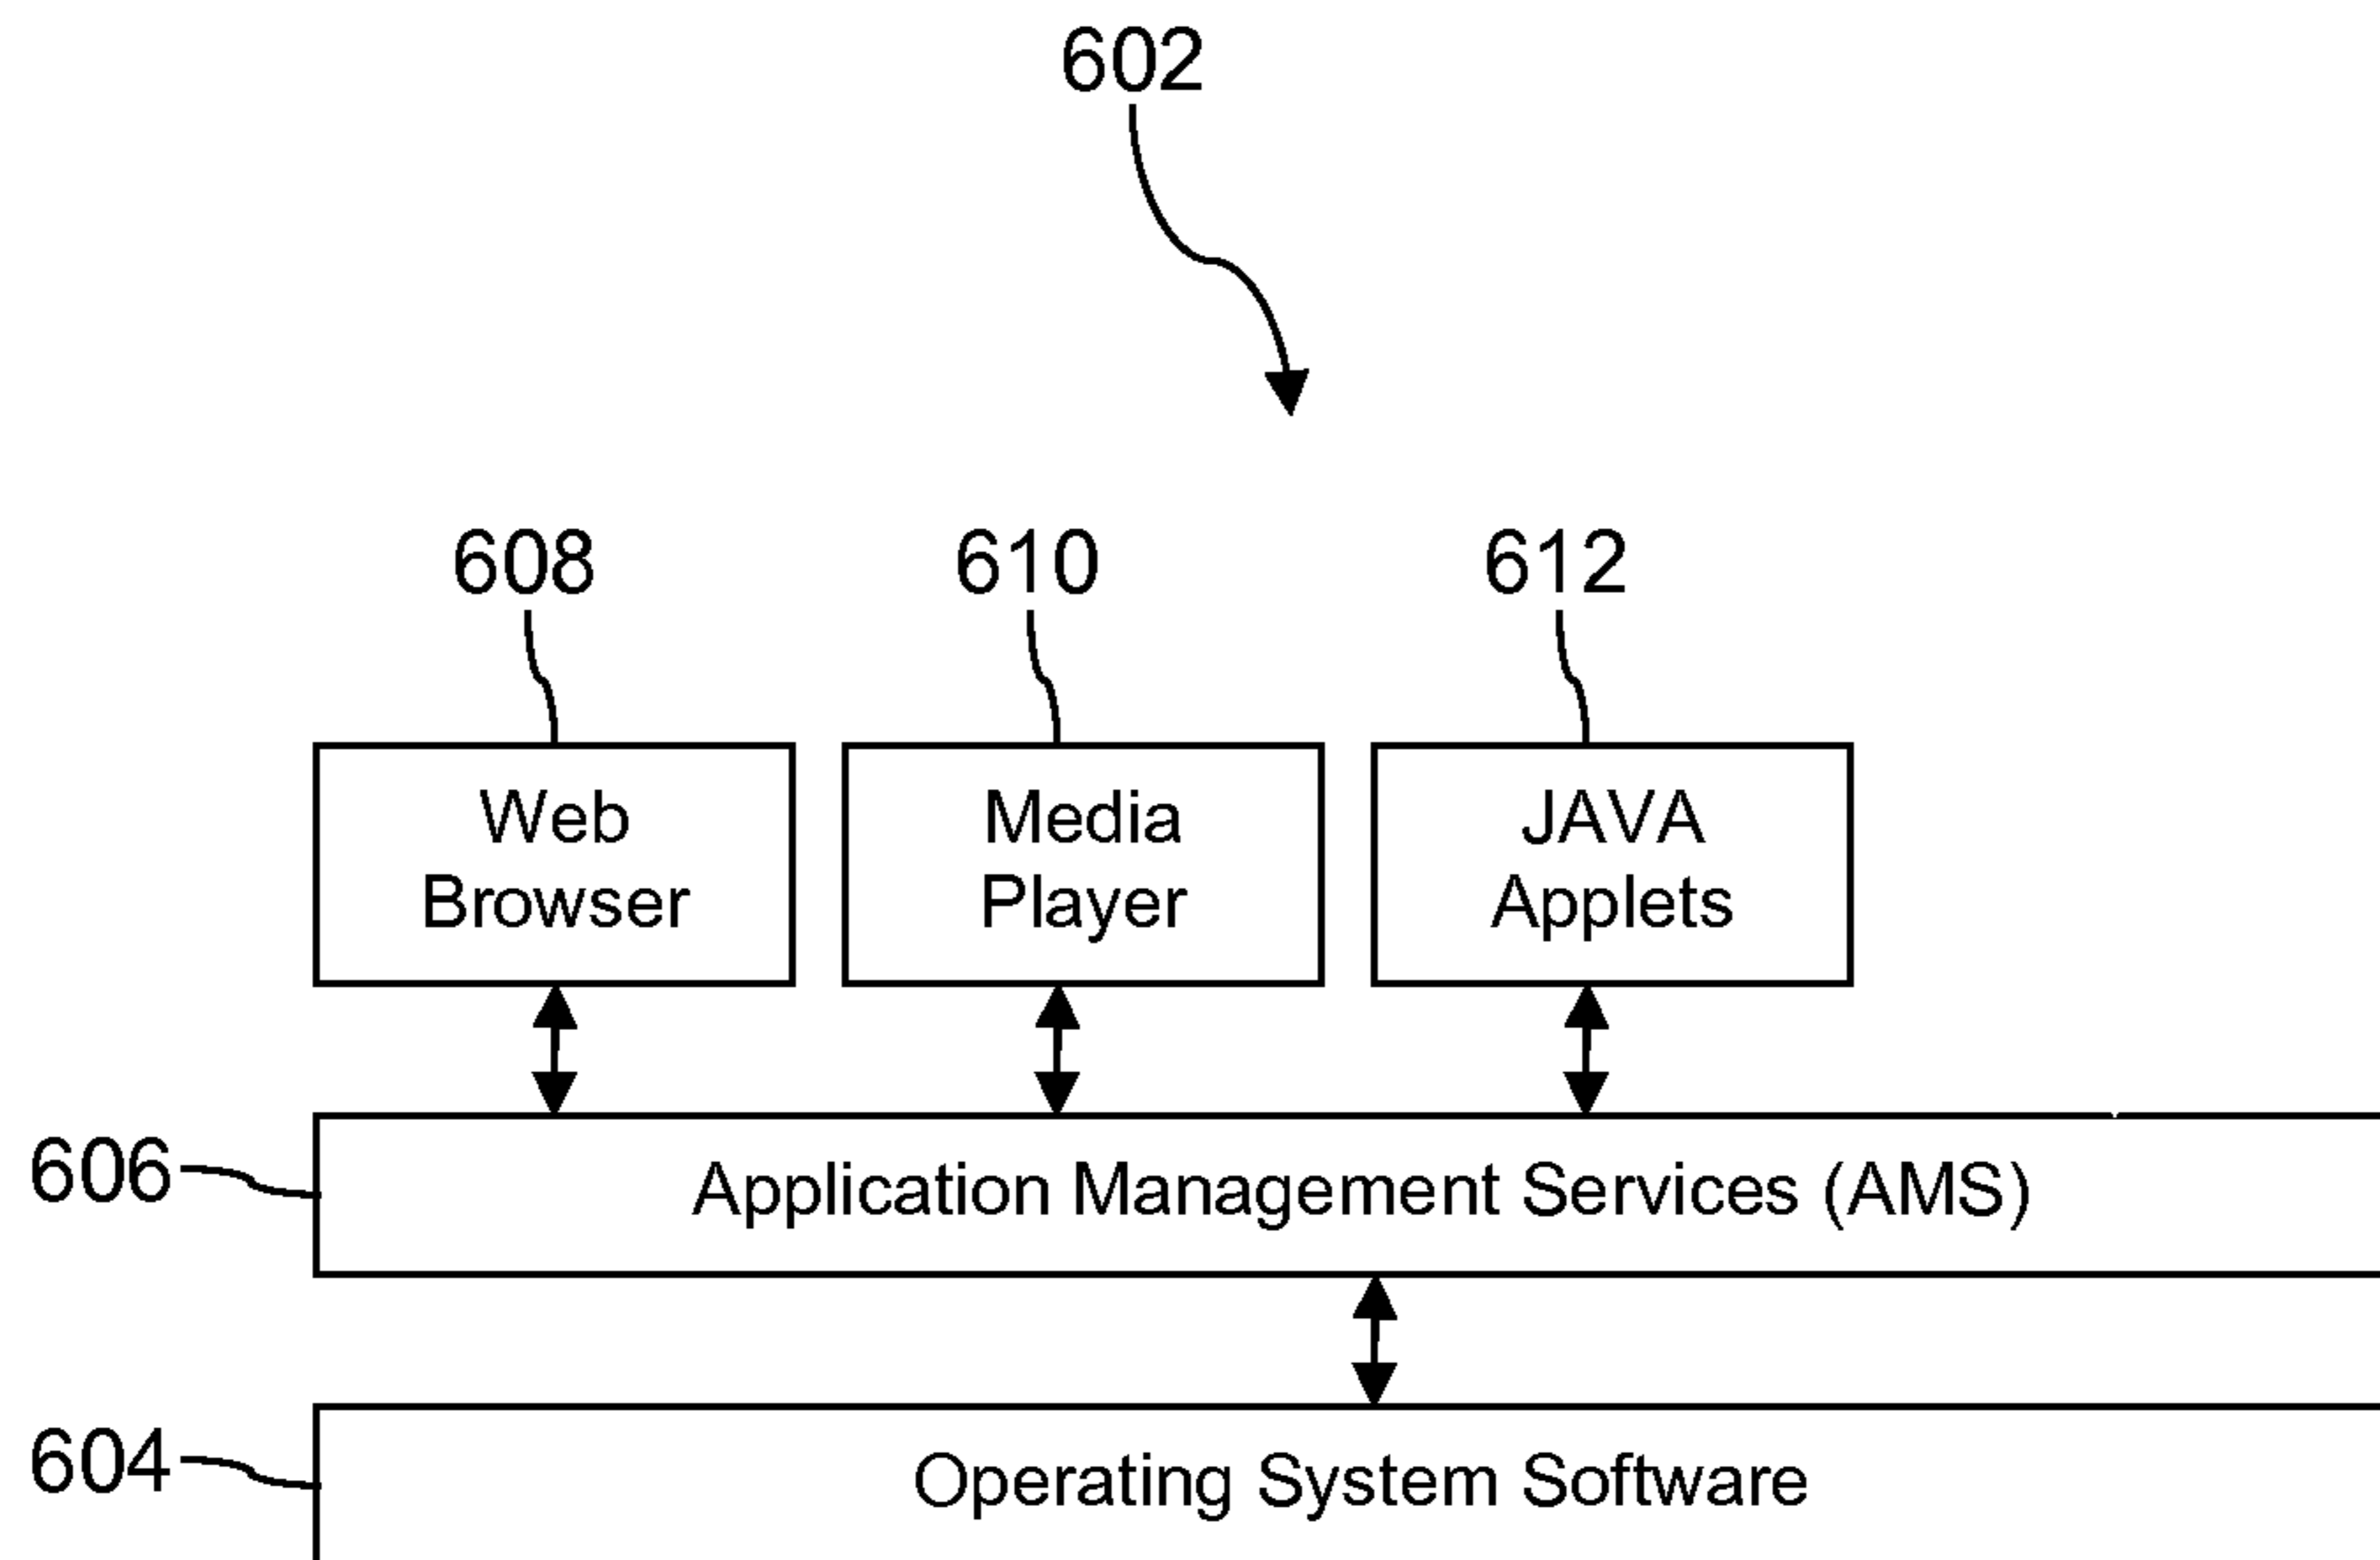 602
608
610
612
Web
Browser
Media
Player
JAVA
Applets
606
Application Management Services (AMS)
604
Operating System Software